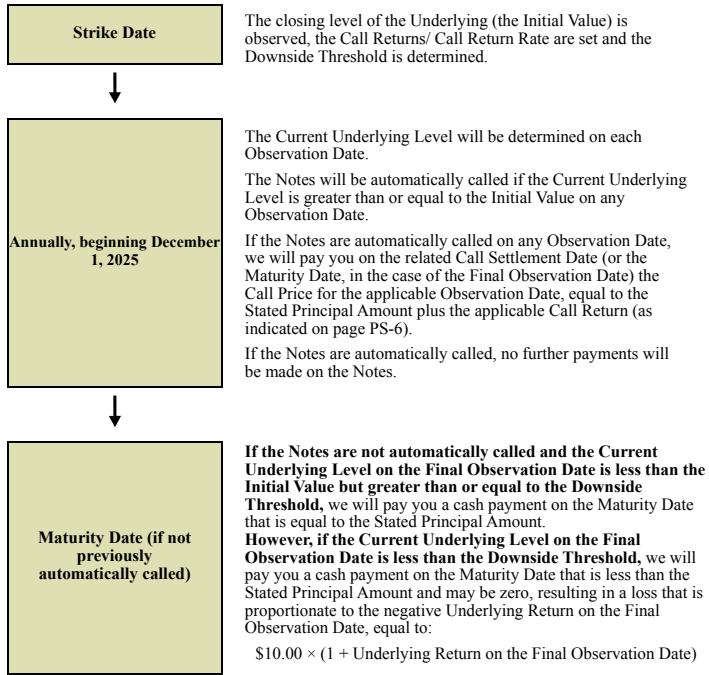 Strike Date
The closing level of the Underlying (the Initial Value) is
observed, the Call Returns/ Call Return Rate are set and the
Downside Threshold is determined.
Annually, beginning December
1, 2025
The Current Underlying Level will be determined on each
Observation Date.
The Notes will be automatically called if the Current Underlying
Level is greater than or equal to the Initial Value on any
Observation Date.
If the Notes are automatically called on any Observation Date,
we will pay you on the related Call Settlement Date (or the
Maturity Date, in the case of the Final Observation Date) the
Call Price for the applicable Observation Date, equal to the
Stated Principal Amount plus the applicable Call Return (as
indicated on page PS-6).
If the Notes are automatically called, no further payments will
be made on the Notes.
Maturity Date (if not
previously
automatically called)
If the Notes are not automatically called and the Current
Underlying Level on the Final Observation Date is less than the
Initial Value but greater than or equal to the Downside
Threshold, we will pay you a cash payment on the Maturity Date
that is equal to the Stated Principal Amount.
However, if the Current Underlying Level on the Final
Observation Date is less than the Downside Threshold, we will
pay you a cash payment on the Maturity Date that is less than the
Stated Principal Amount and may be zero, resulting in a loss that is
proportionate to the negative Underlying Return on the Final
Observation Date, equal to:
$10.00 × (1 + Underlying Return on the Final Observation Date)